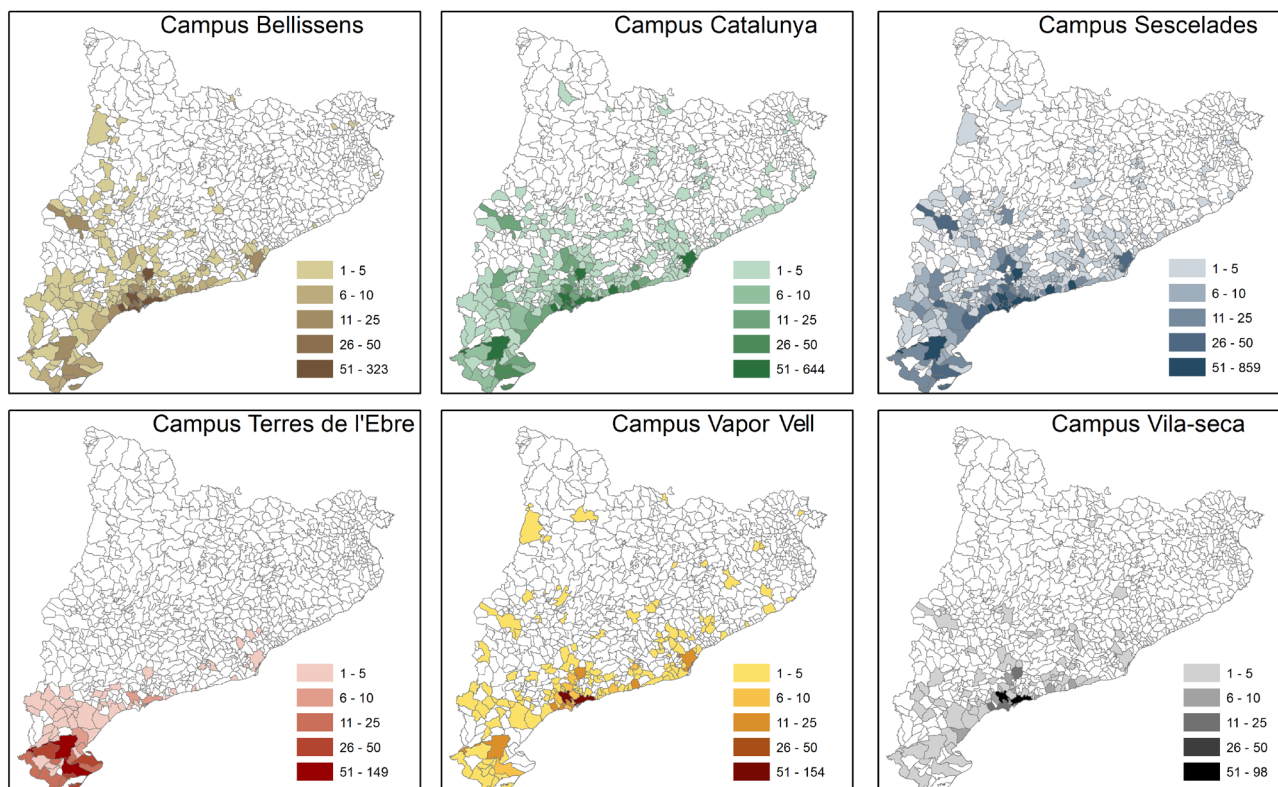 Campus Bellissens
1 - 5
6 - 10
11 - 25
26 - 50
51 - 323
Campus Catalunya
1 - 5
6 - 10
11 - 25
26 - 50
51 - 644
Campus Sescelades
1 - 5
6 - 10
11 - 25
26 - 50
51 - 859
Campus Terres de l'Ebre
1 - 5
6 - 10
11 - 25
26 - 50
51 - 149
Campus Vapor Vell
1 - 5
6 - 10
11 - 25
26 - 50
51 - 154
Campus Vila-seca
1 - 5
6 - 10
11 - 25
26 - 50
51 - 98